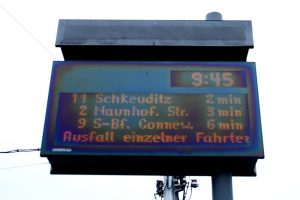 9:45
11 Schkeuditz 2 min
2 Naunhof. Str. 3 min
9 S-Bf. Connew. 6 min
Ausfall einzelner Fahrten